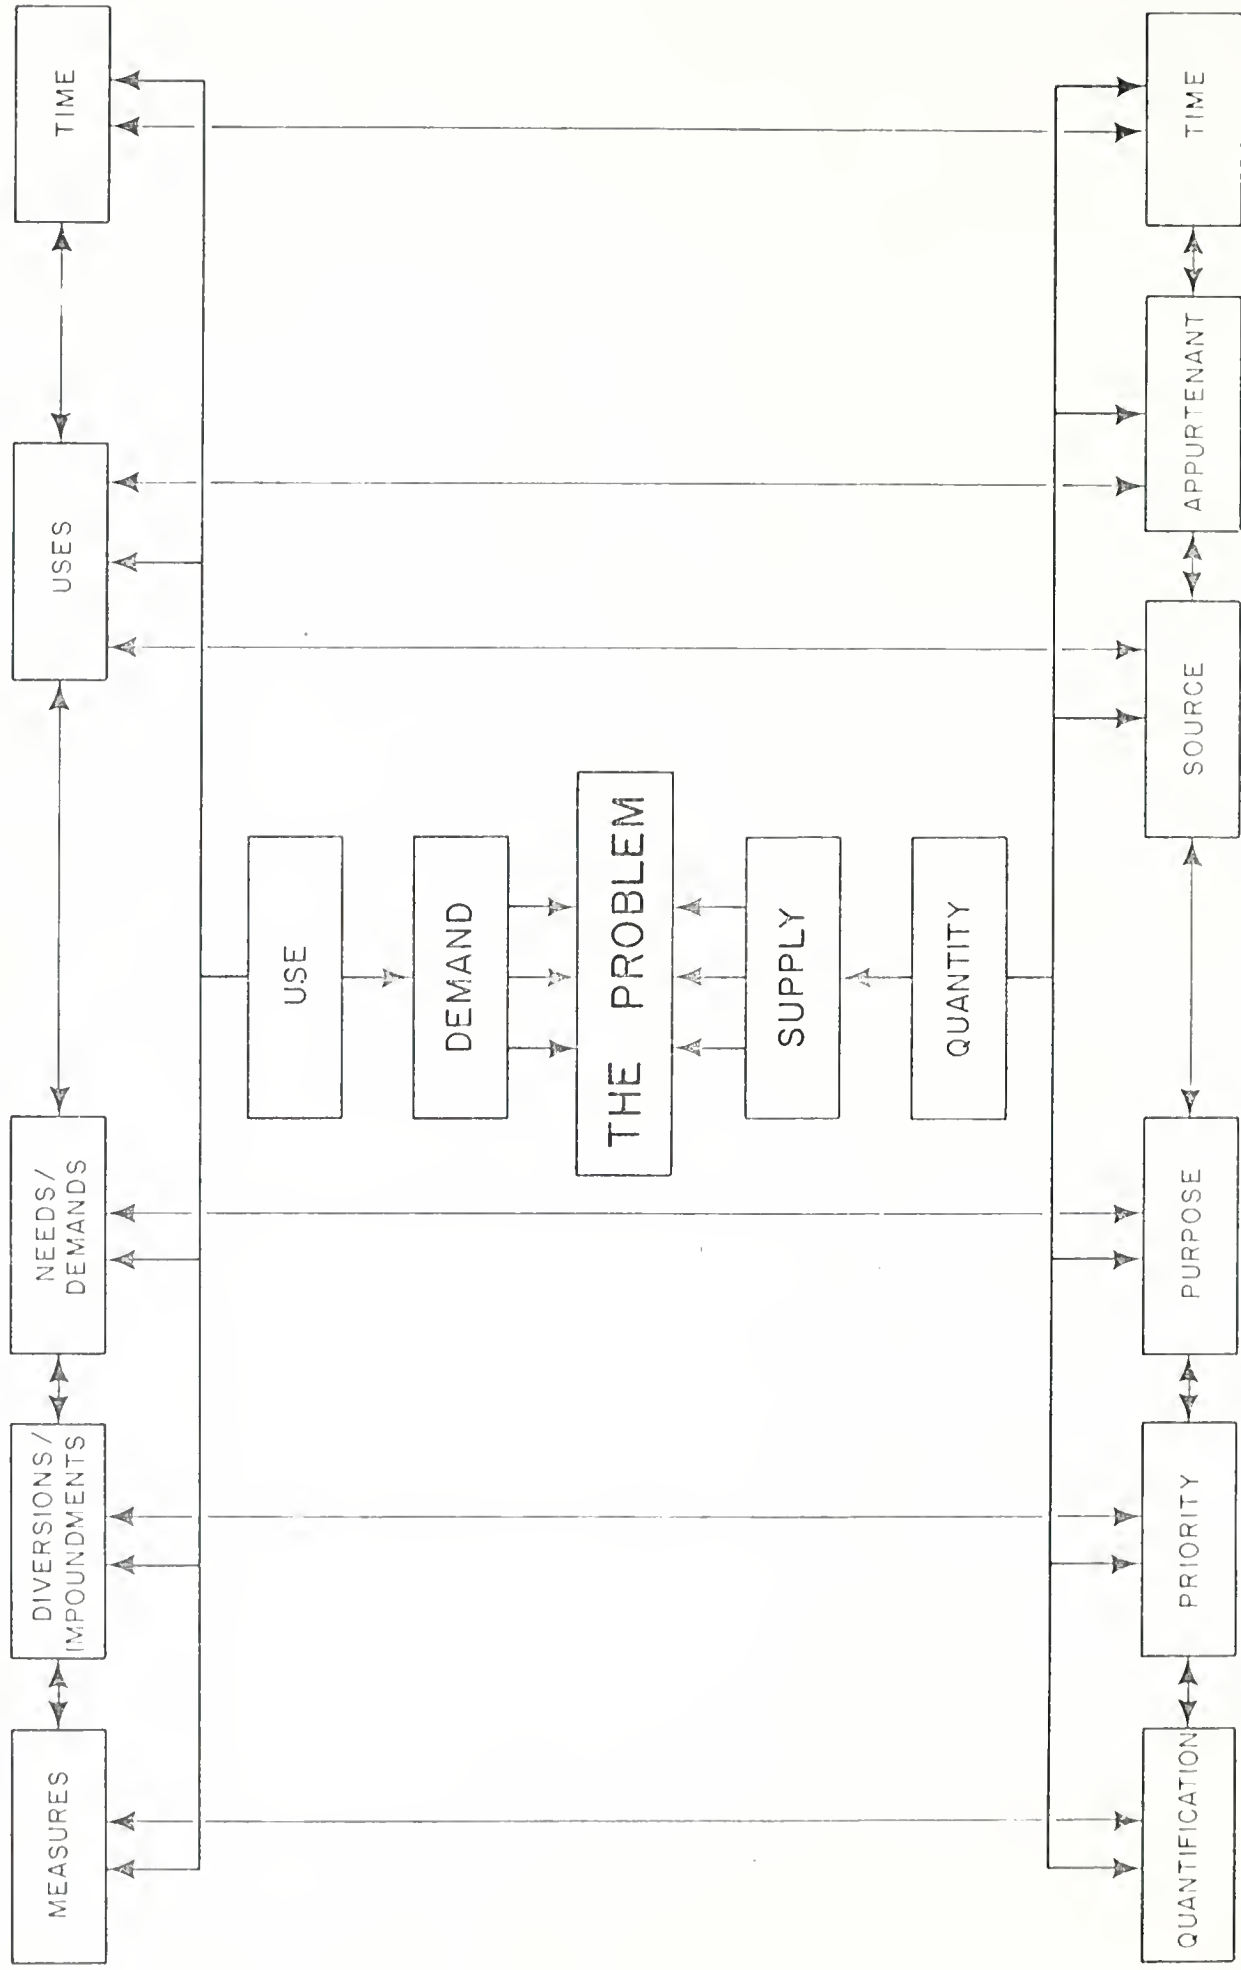 MEASURES
DIVERSIONS/
IMPOUNDMENTS
NEEDS/
DEMANDS
USES
TIME
USE
DEMAND
THE PROBLEM
SUPPLY
QUANTITY
QUANTIFICATION
PRIORITY
PURPOSE
SOURCE
APPURTENANT
TIME